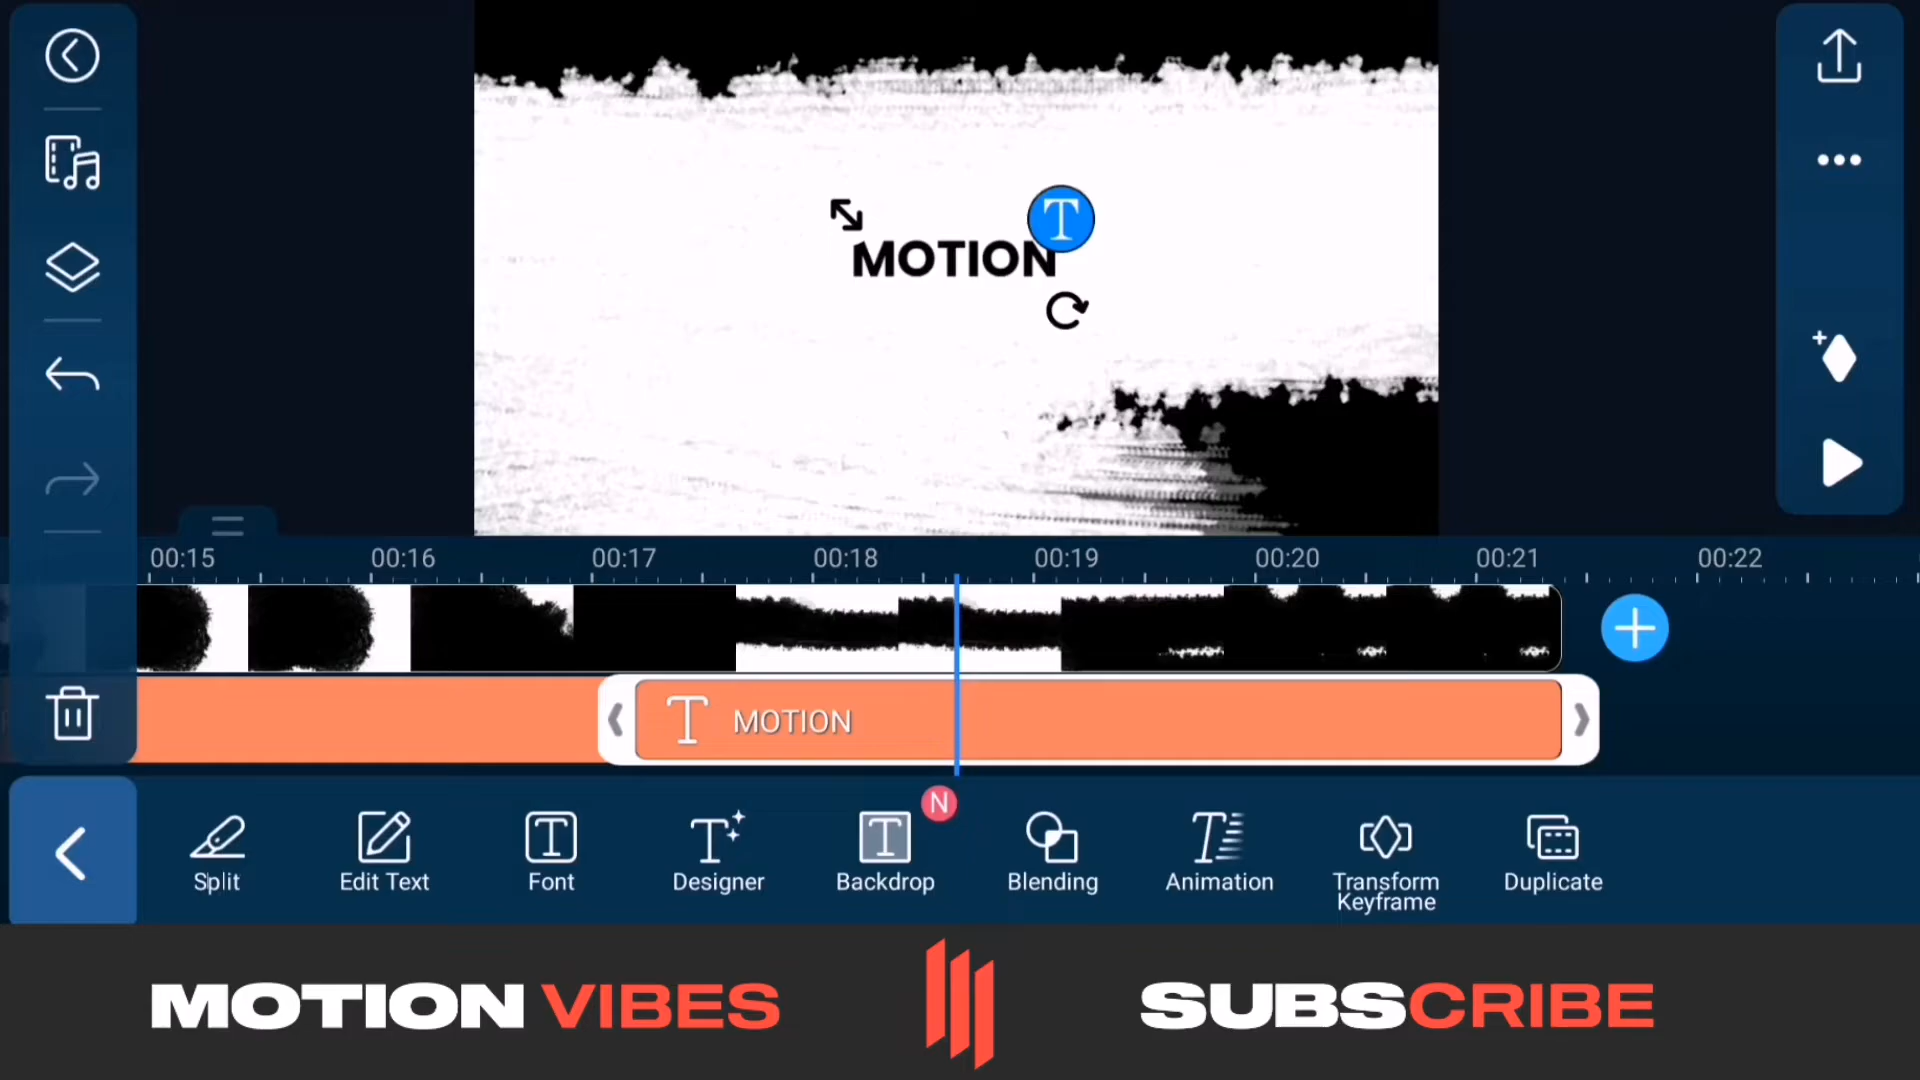 MOTION
00:15 00:16 00:17 00:18 00:19 00:20 00:21 00:22
T MOTION
N
Split Edit Text Font Designer Backdrop Blending Animation Transform Keyframe Duplicate
MOTION VIBES SUBSCRIBE